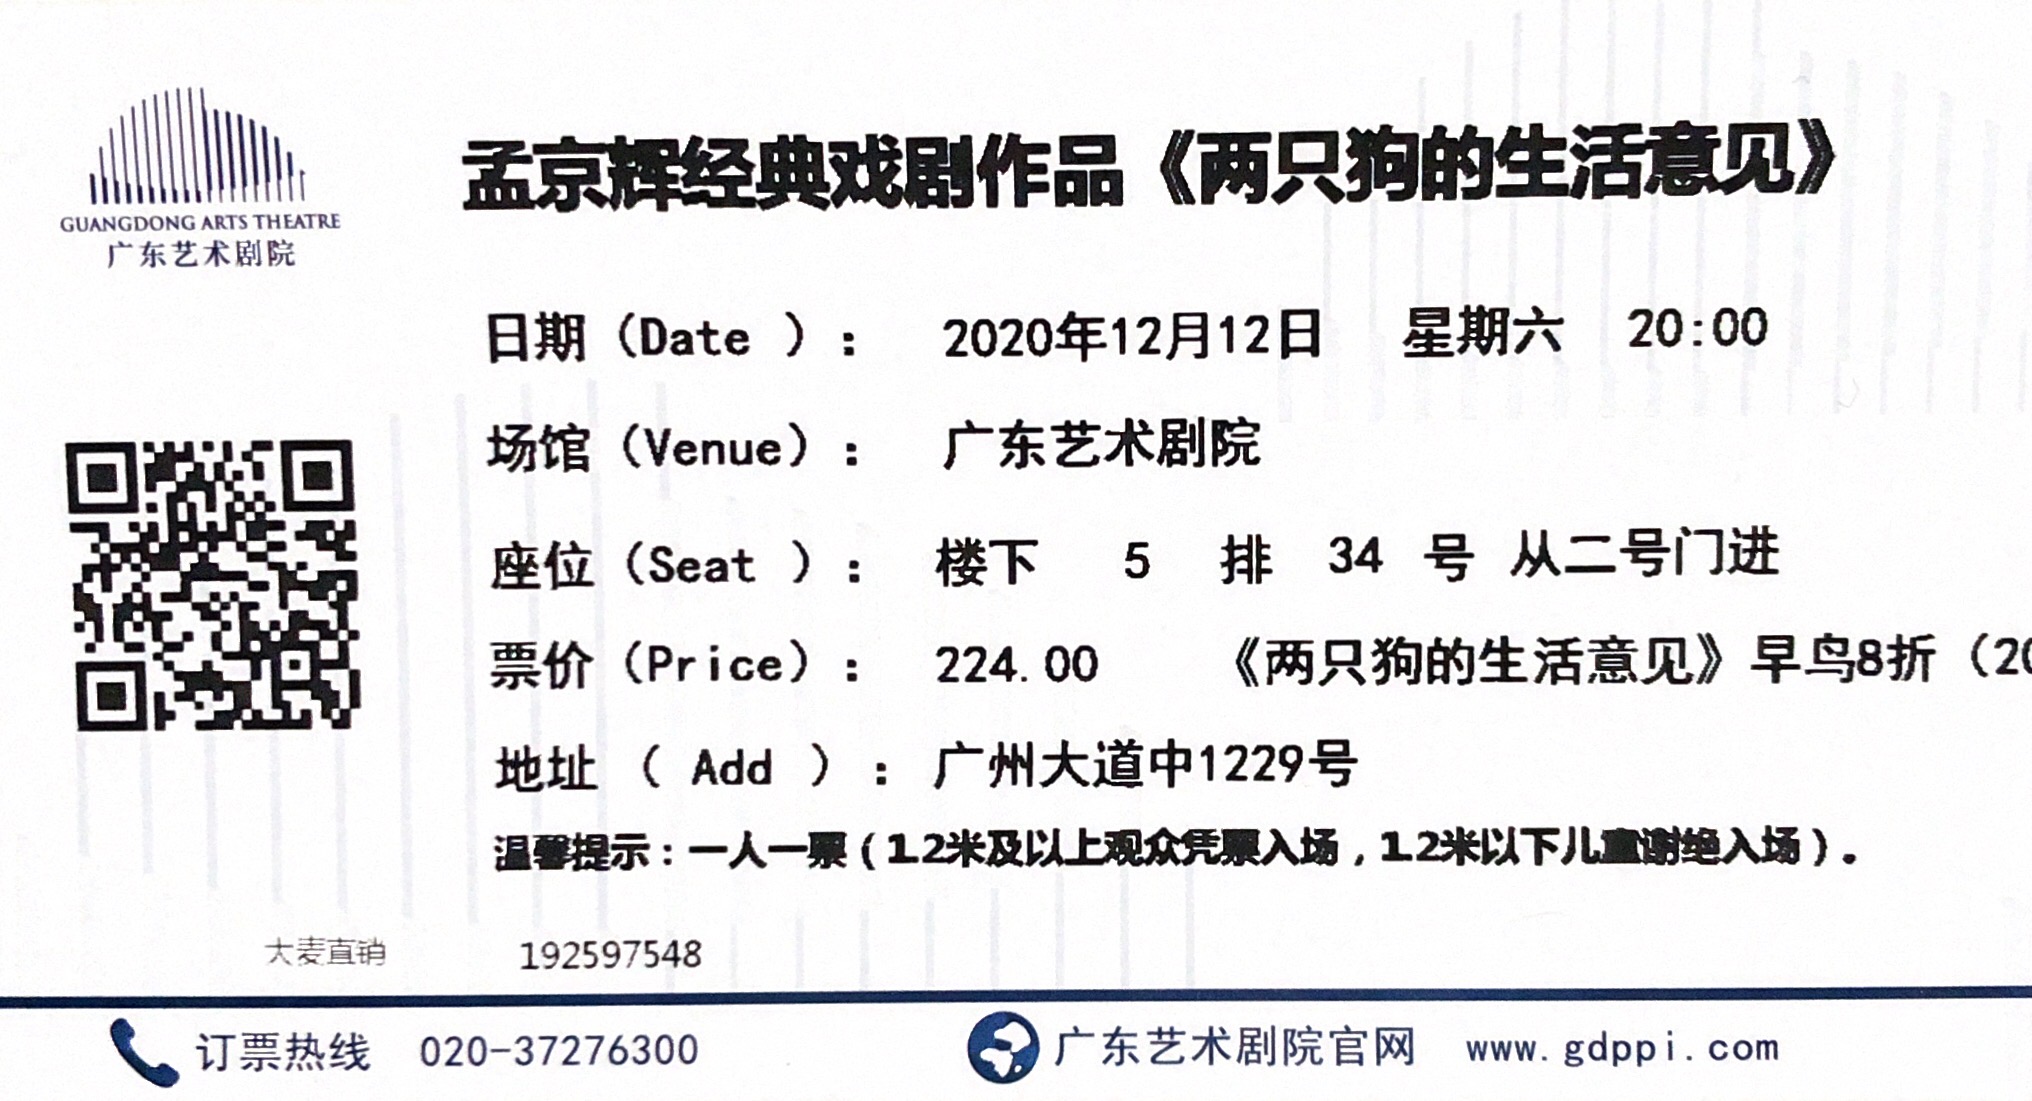 GUANGDONG ARTS THEATRE
广东艺术剧院
孟京辉经典戏剧作品《两只狗的生活意见》
日期（Date ）： 2020年12月12日 星期六 20:00
场馆（Venue）： 广东艺术剧院
座位（Seat ）： 楼下 5 排 34 号 从二号门进
票价（Price）： 224.00 《两只狗的生活意见》早鸟8折（20
地址 （ Add ）：广州大道中1229号
温馨提示：一人一票（1.2米及以上观众凭票入场，1.2米以下儿童谢绝入场）。
大麦直销 192597548
订票热线 020-37276300
广东艺术剧院官网 www.gdppi.com